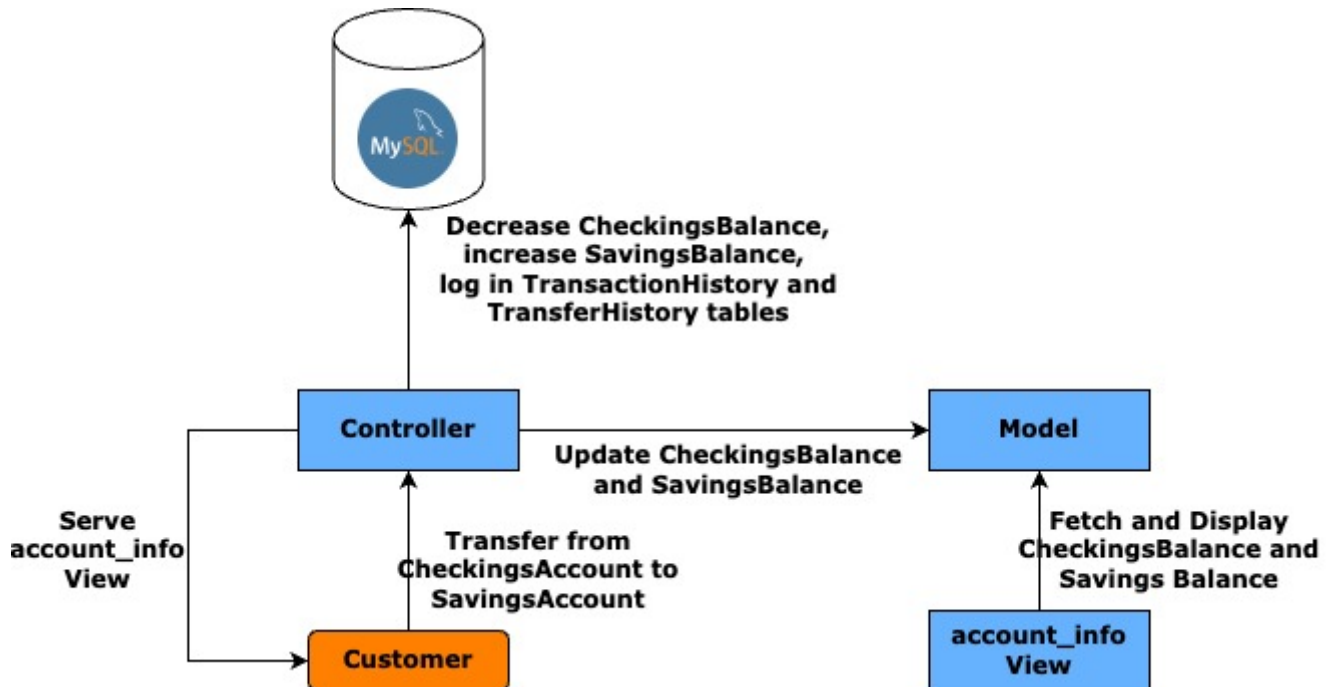 MySQL
Decrease CheckingsBalance,
increase SavingsBalance,
log in TransactionHistory and
TransferHistory tables
Controller
Model
Update CheckingsBalance
and SavingsBalance
Serve
account_info
View
Transfer from
CheckingsAccount to
SavingsAccount
Fetch and Display
CheckingsBalance and
Savings Balance
Customer
account_info
View